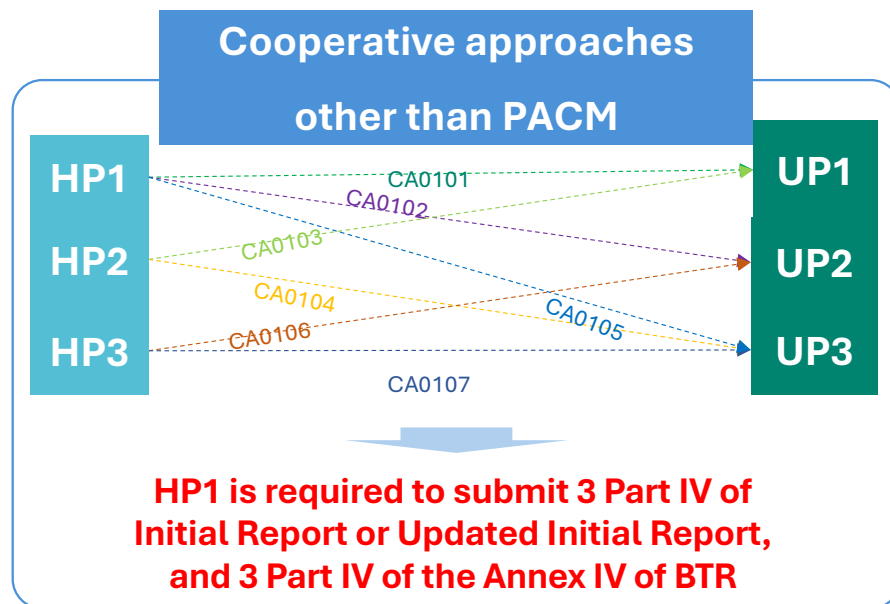 Cooperative approaches
other than PACM
HP1
HP2
HP3
CA0101
CA0102
CA0103
CA0104
CA0105
CA0106
CA0107
UP1
UP2
UP3
HP1 is required to submit 3 Part IV of
Initial Report or Updated Initial Report,
and 3 Part IV of the Annex IV of BTR